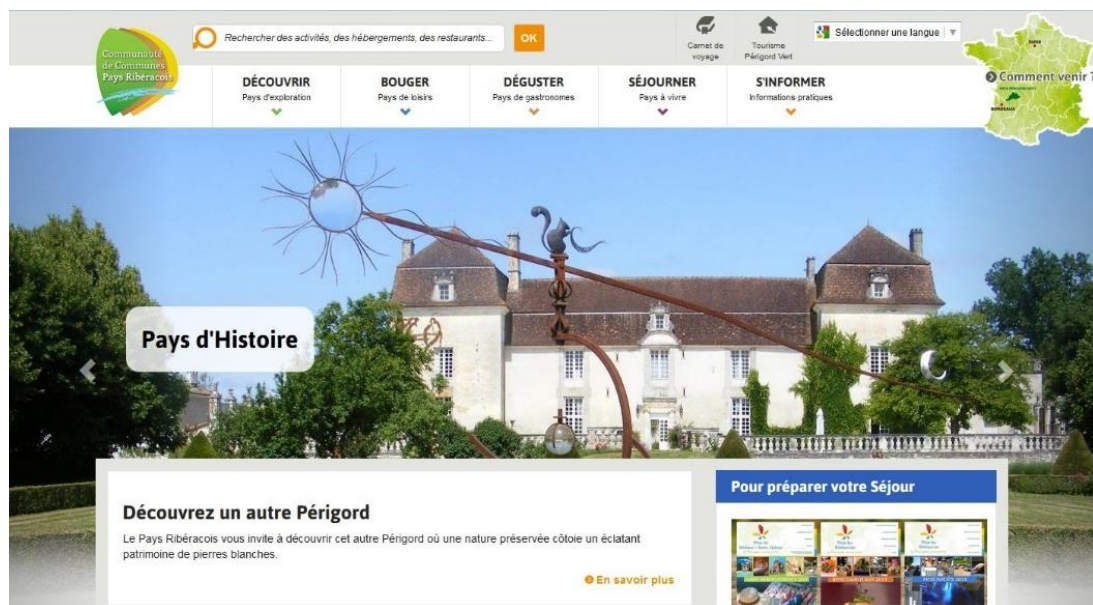 Communauté
de Communes
Pays Ribéracois
Rechercher des activités, des hébergements, des restaurants...
OK
Carnet de
voyage
Tourisme
Périgord Vert
Sélectionner une langue
PARIS
Comment venir ?
BORDEAUX
DÉCOUVRIR
Pays d'exploration
BOUGER
Pays de loisirs
DÉGUSTER
Pays de gastronomes
SÉJOURNER
Pays à vivre
S'INFORMER
Informations pratiques
Pays d'Histoire
Découvrez un autre Périgord
Le Pays Ribéracois vous invite à découvrir cet autre Périgord où une nature préservée côtoie un éclatant
patrimoine de pierres blanches.
En savoir plus
Pour préparer votre Séjour